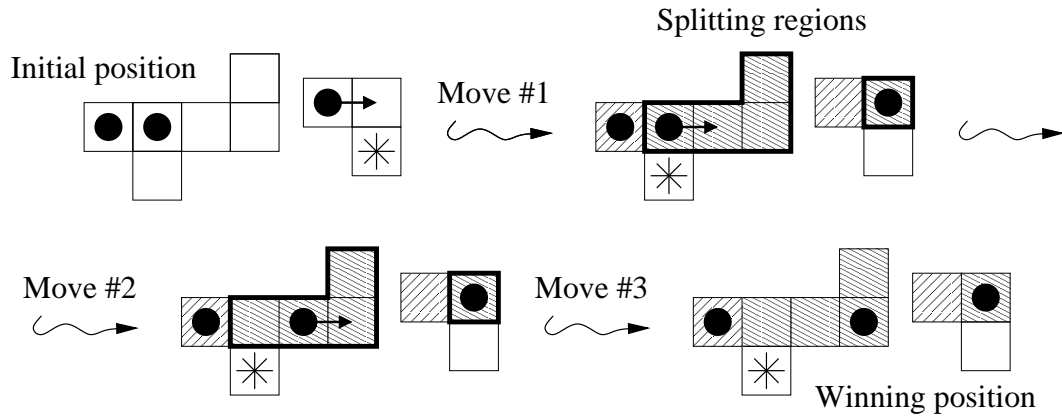 Splitting regions
Initial position
Move #1
Move #2
Move #3
Winning position